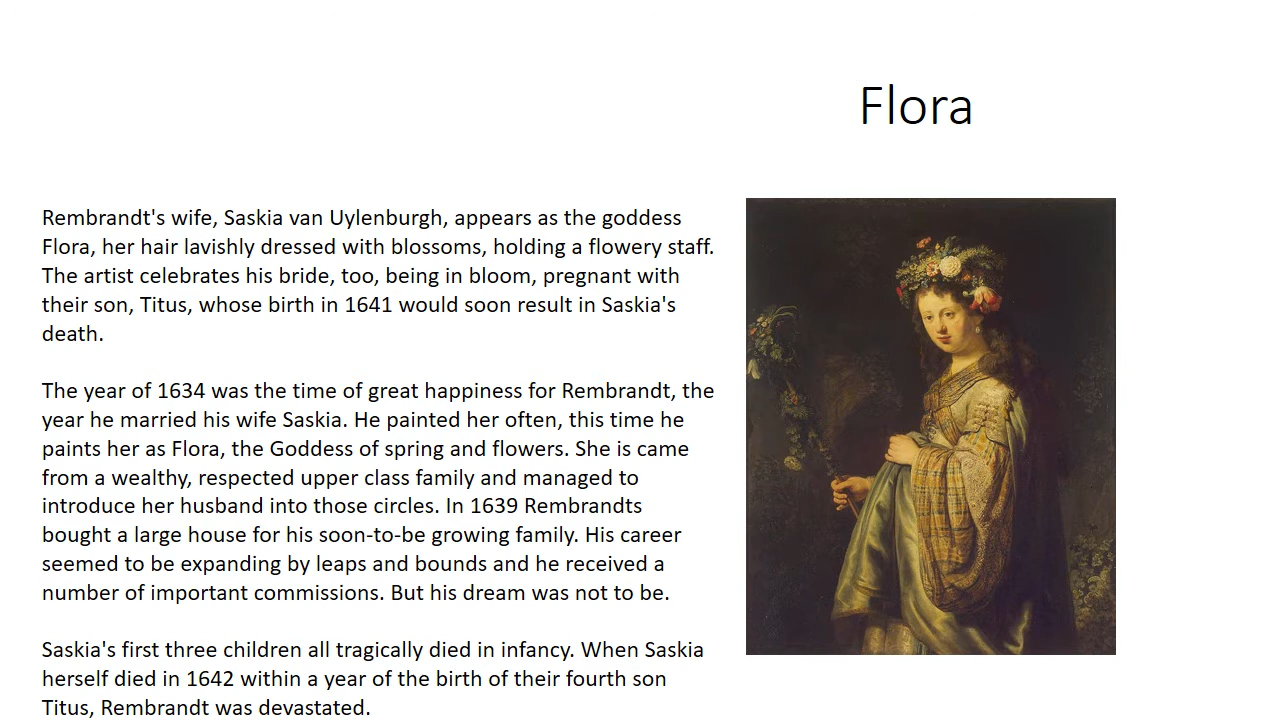 Flora
Rembrandt's wife, Saskia van Uylenburgh, appears as the goddess
Flora, her hair lavishly dressed with blossoms, holding a flowery staff.
The artist celebrates his bride, too, being in bloom, pregnant with
their son, Titus, whose birth in 1641 would soon result in Saskia's
death.
The year of 1634 was the time of great happiness for Rembrandt, the
year he married his wife Saskia. He painted her often, this time he
paints her as Flora, the Goddess of spring and flowers. She is came
from a wealthy, respected upper class family and managed to
introduce her husband into those circles. In 1639 Rembrandts
bought a large house for his soon-to-be growing family. His career
seemed to be expanding by leaps and bounds and he received a
number of important commissions. But his dream was not to be.
Saskia's first three children all tragically died in infancy. When Saskia
herself died in 1642 within a year of the birth of their fourth son
Titus, Rembrandt was devastated.